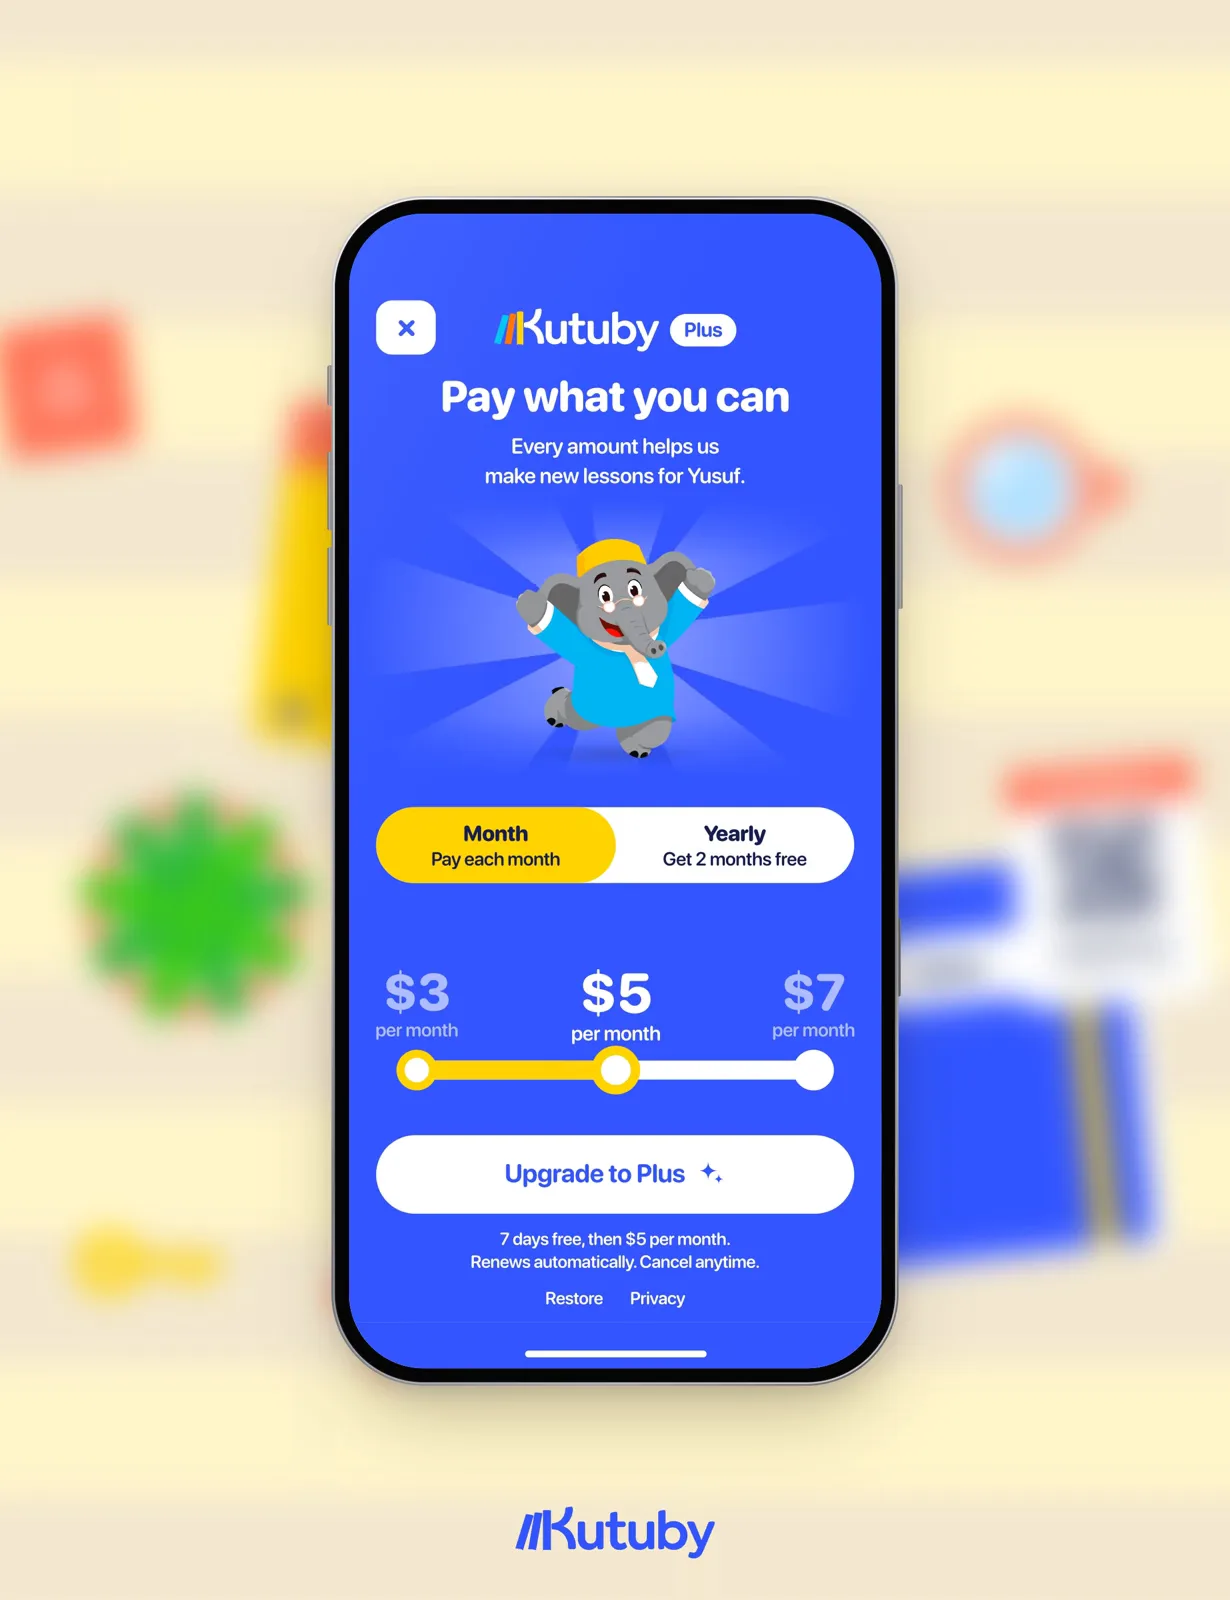 Kutuby Plus
Pay what you can
Every amount helps us
make new lessons for Yusuf.
Month
Pay each month
Yearly
Get 2 months free
$3
per month
$5
per month
$7
per month
Upgrade to Plus
7 days free, then $5 per month.
Renews automatically. Cancel anytime.
Restore Privacy
Kutuby